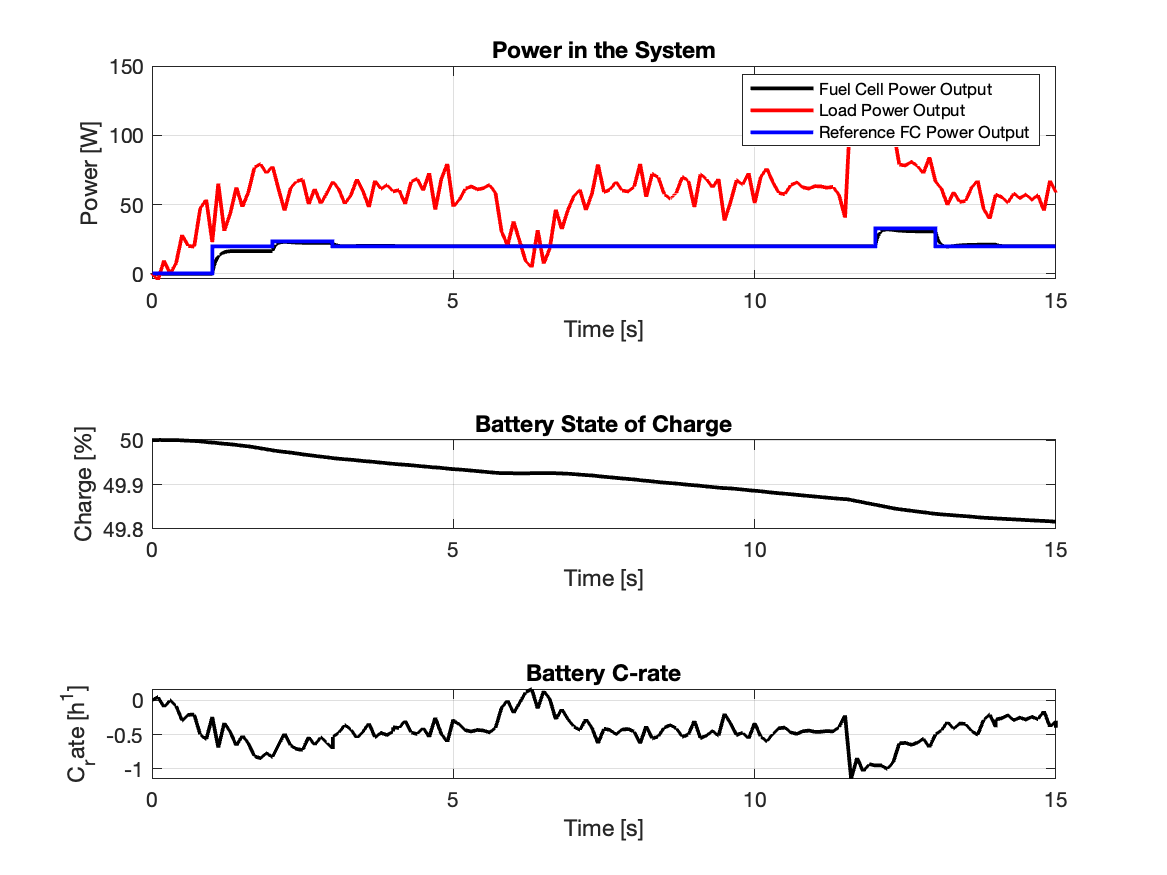 Power in the System
150
100
50
0
Power [W]
Fuel Cell Power Output
Load Power Output
Reference FC Power Output
0 5 10 15
Time [s]
Battery State of Charge
50
49.9
49.8
Charge [%]
0 5 10 15
Time [s]
Battery C-rate
0
-0.5
-1
C_rate [h^1]
0 5 10 15
Time [s]